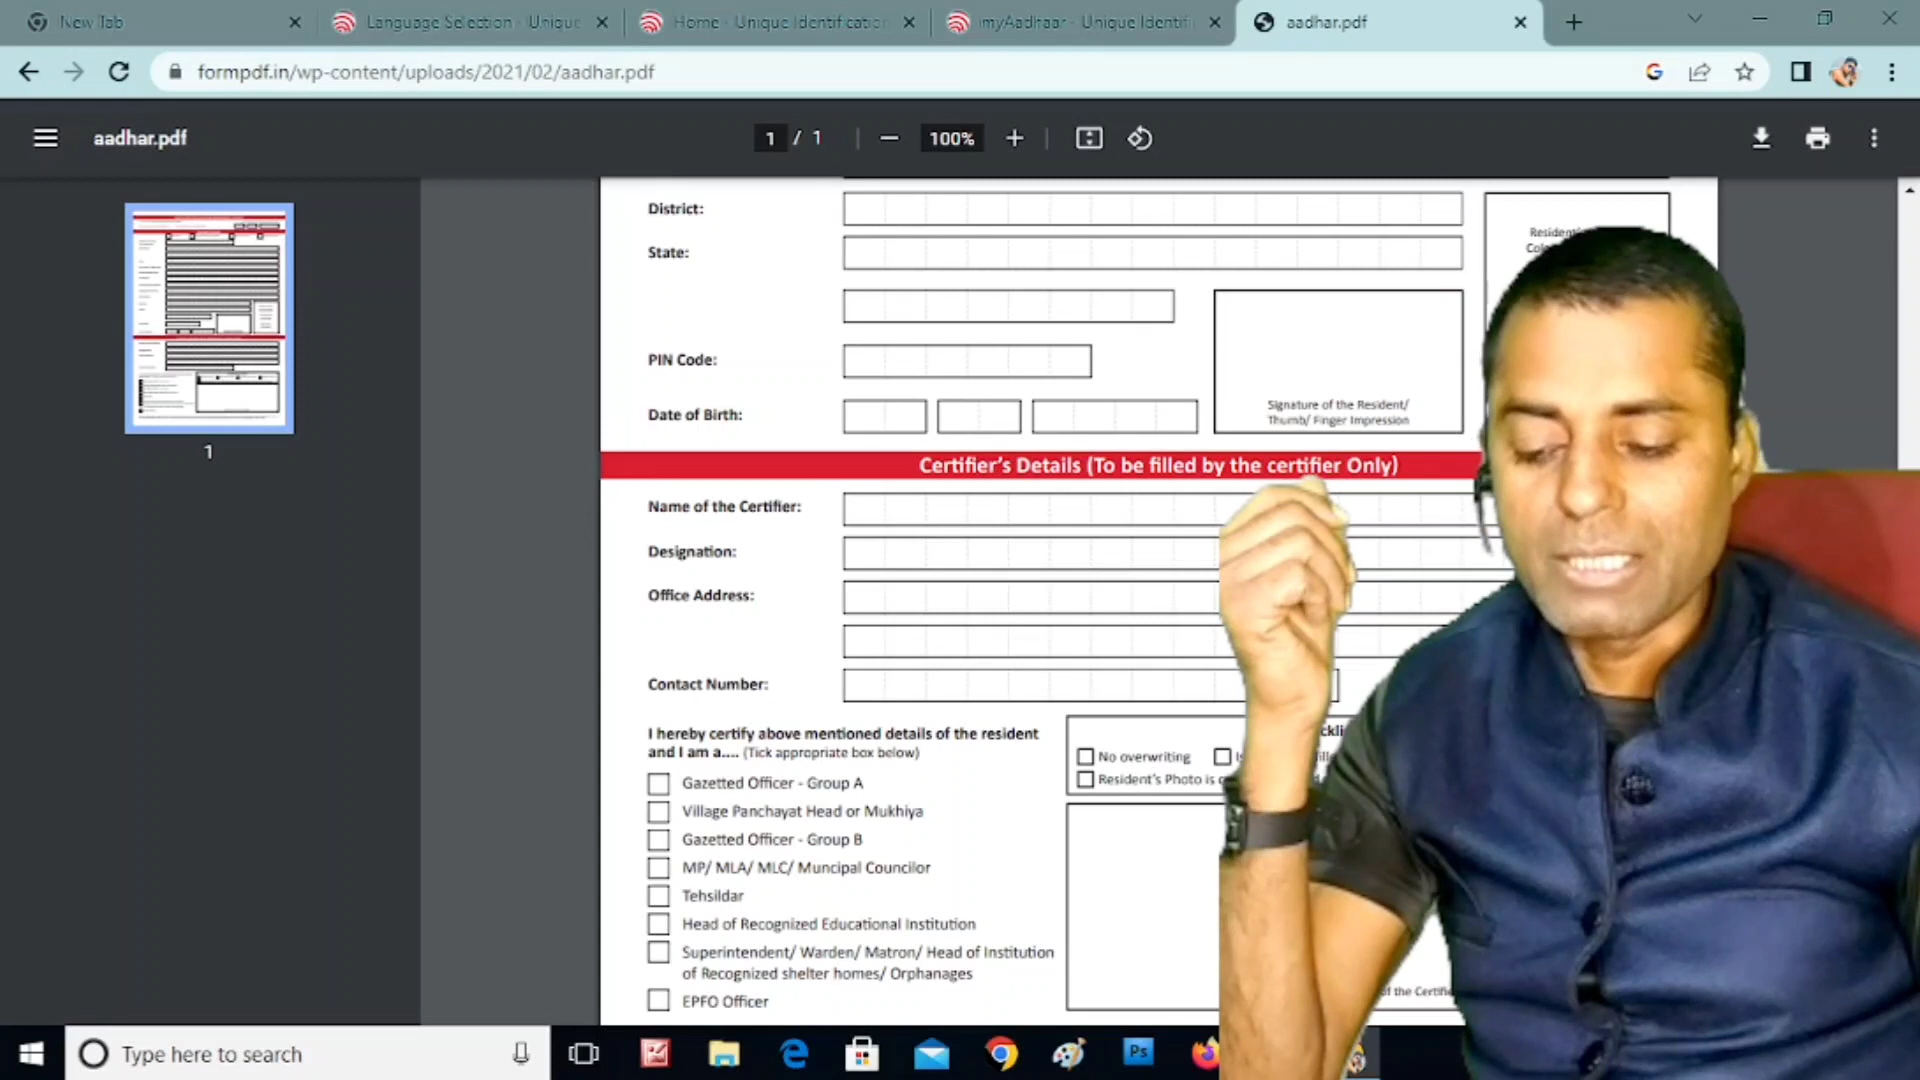 New Tab
Language Selection - Unique
Home - Unique Identification
myAadhaar - Unique Identifi
aadhar.pdf
formpdf.in/wp-content/uploads/2021/02/aadhar.pdf
aadhar.pdf
1 / 1
100%
1
District:
State:
PIN Code:
Date of Birth:
Signature of the Resident/
Thumb/ Finger Impression
Certifier's Details (To be filled by the certifier Only)
Name of the Certifier:
Designation:
Office Address:
Contact Number:
I hereby certify above mentioned details of the resident
and I am a.... (Tick appropriate box below)
Gazetted Officer - Group A
Village Panchayat Head or Mukhiya
Gazetted Officer - Group B
MP/ MLA/ MLC/ Muncipal Councilor
Tehsildar
Head of Recognized Educational Institution
Superintendent/ Warden/ Matron/ Head of Institution
of Recognized shelter homes/ Orphanages
EPFO Officer
No overwriting
Resident's Photo is
of the
Type here to search
Ps